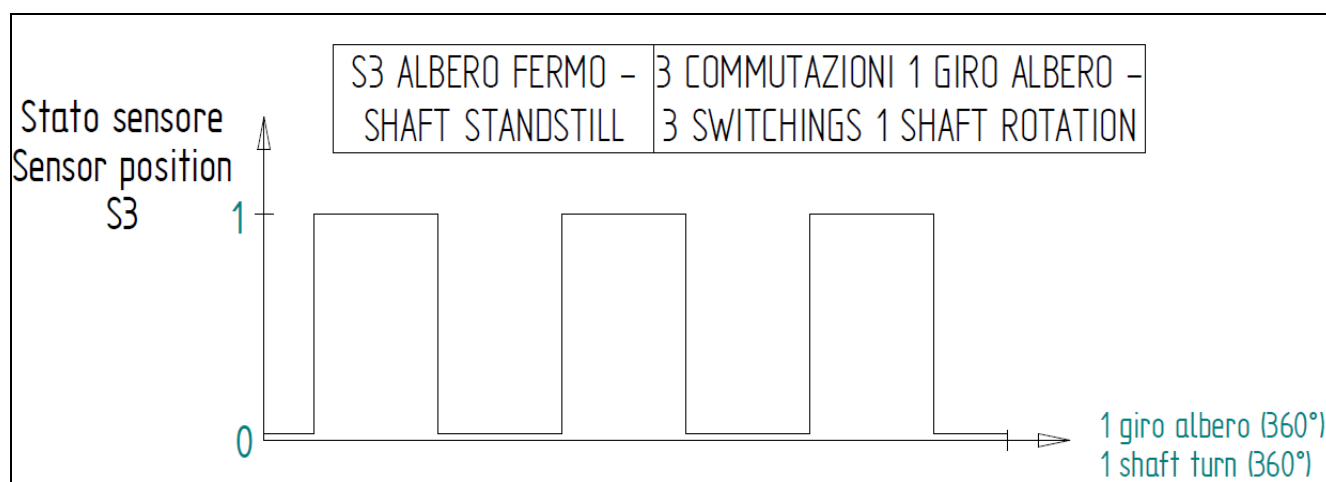 S3 ALBERO FERMO –
SHAFT STANDSTILL
3 COMMUTAZIONI 1 GIRO ALBERO –
3 SWITCHINGS 1 SHAFT ROTATION
Stato sensore
Sensor position
S3
1
0
1 giro albero (360°)
1 shaft turn (360°)